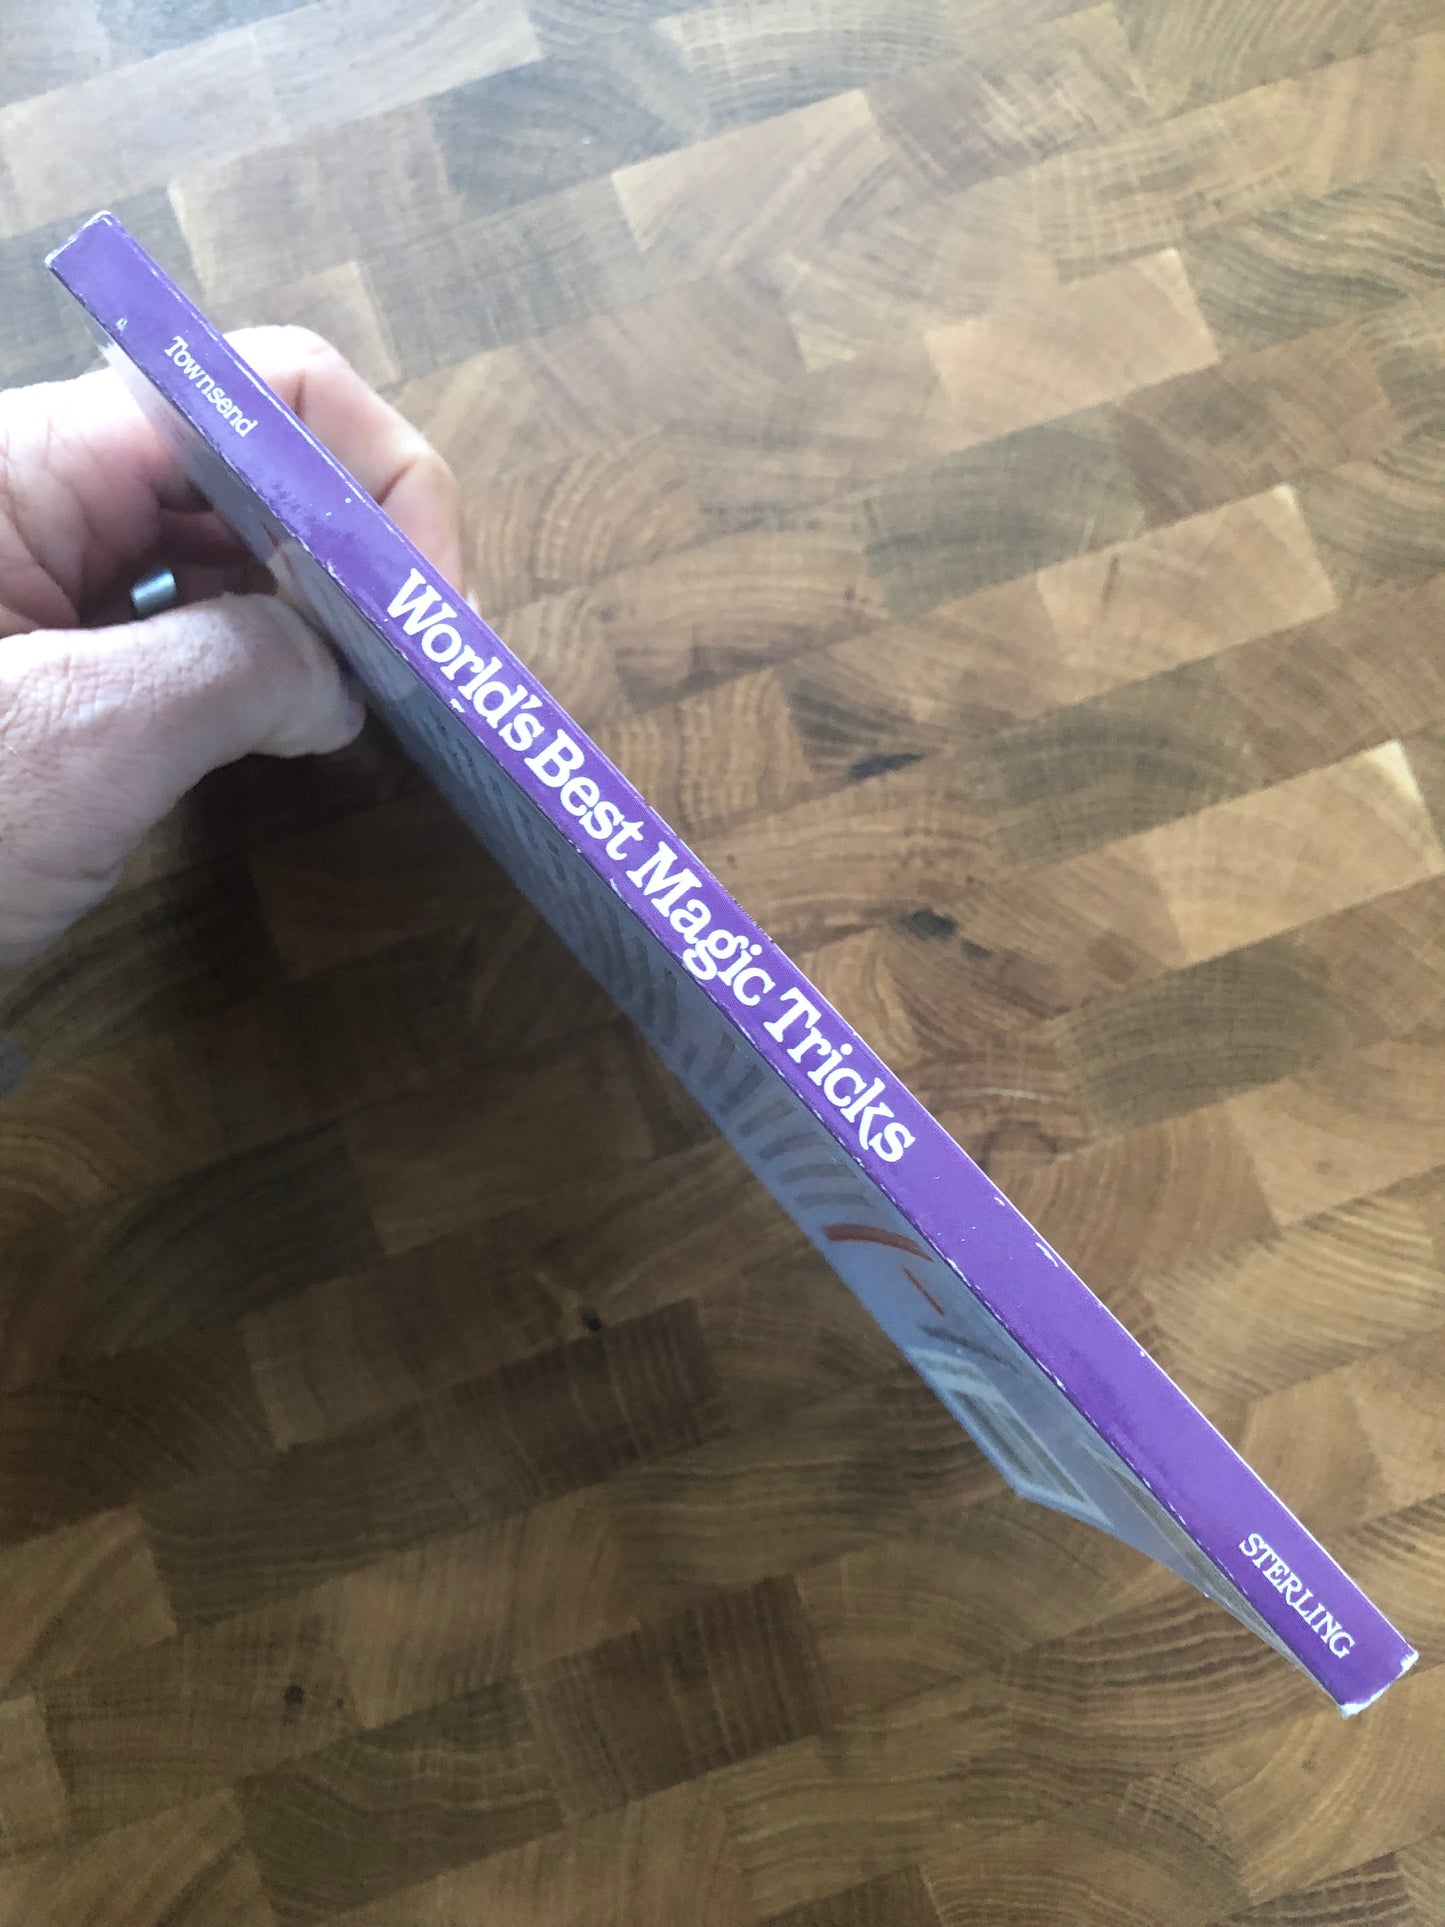 Townsend
World's Best Magic Tricks
STERLING